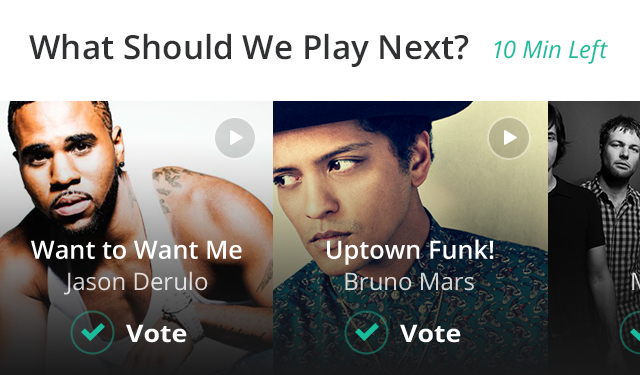 What Should We Play Next? 10 Min Left
Want to Want Me
Jason Derulo
Vote
Uptown Funk!
Bruno Mars
Vote